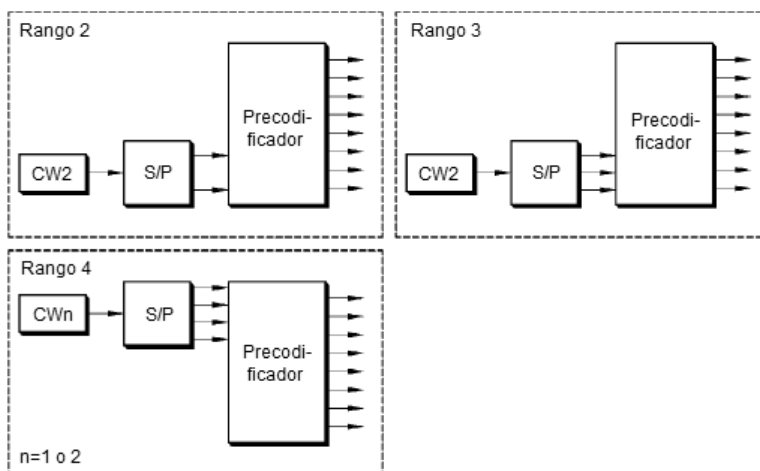 Rango 2
Precodi-
ficador
CW2
S/P
Rango 3
Precodi-
ficador
CW2
S/P
Rango 4
CWn
S/P
Precodi-
ficador
n=1 o 2